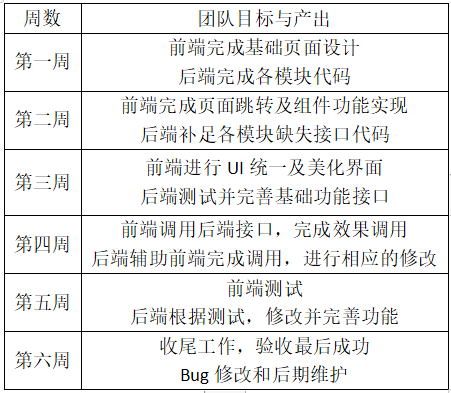 周数 团队目标与产出
第一周 前端完成基础页面设计
后端完成各模块代码
第二周 前端完成页面跳转及组件功能实现
后端补足各模块缺失接口代码
第三周 前端进行 UI 统一及美化界面
后端测试并完善基础功能接口
第四周 前端调用后端接口，完成效果调用
后端辅助前端完成调用，进行相应的修改
第五周 前端测试
后端根据测试，修改并完善功能
第六周 收尾工作，验收最后成功
Bug 修改和后期维护